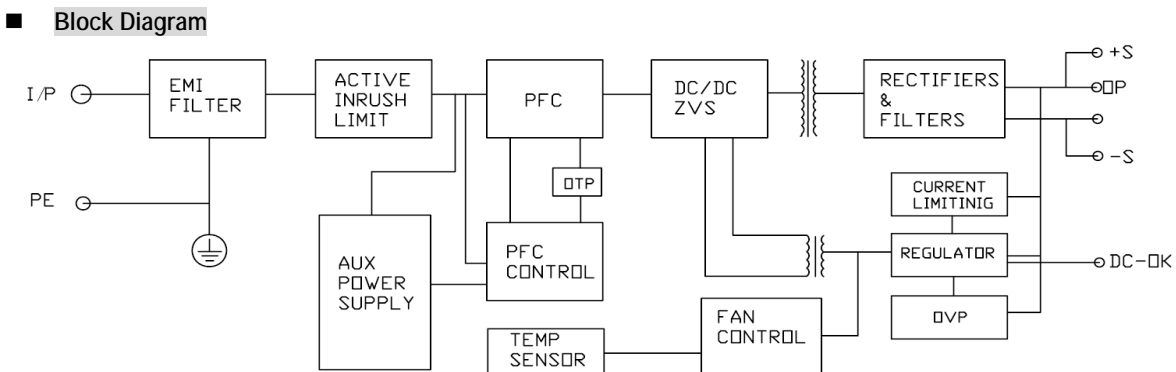 Block Diagram
I/P
EMI
FILTER
ACTIVE
INRUSH
LIMIT
PFC
DC/DC
ZVS
RECTIFIERS
&
FILTERS
+S
OP
-S
PE
OTP
CURRENT
LIMITINIG
AUX
POWER
SUPPLY
PFC
CONTROL
REGULATOR
DC-OK
OVP
FAN
CONTROL
TEMP
SENSOR